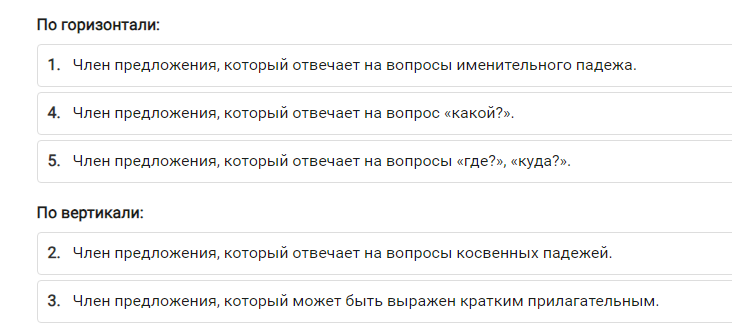 По горизонтали:
1. Член предложения, который отвечает на вопросы именительного падежа.
4. Член предложения, который отвечает на вопрос «какой?».
5. Член предложения, который отвечает на вопросы «где?», «куда?».
По вертикали:
2. Член предложения, который отвечает на вопросы косвенных падежей.
3. Член предложения, который может быть выражен кратким прилагательным.